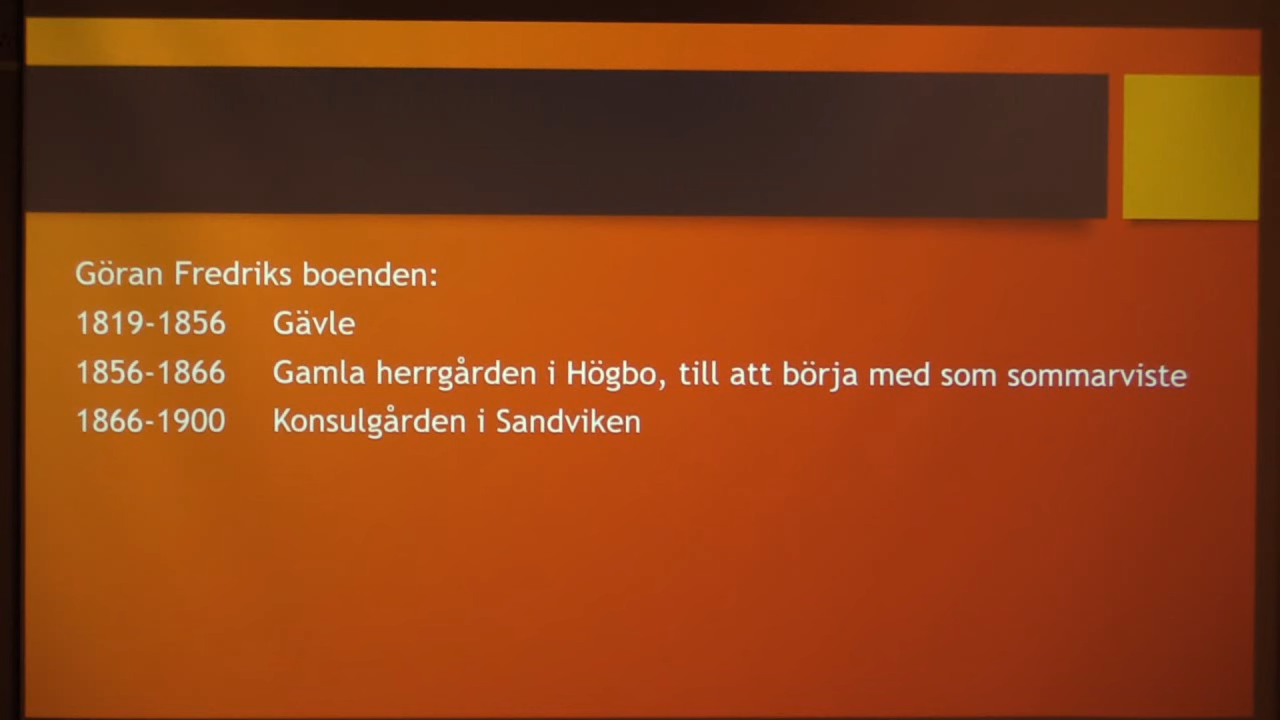 Göran Fredriks boenden:
1819-1856 Gävle
1856-1866 Gamla herrgården i Högbo, till att börja med som sommarviste
1866-1900 Konsulgården i Sandviken